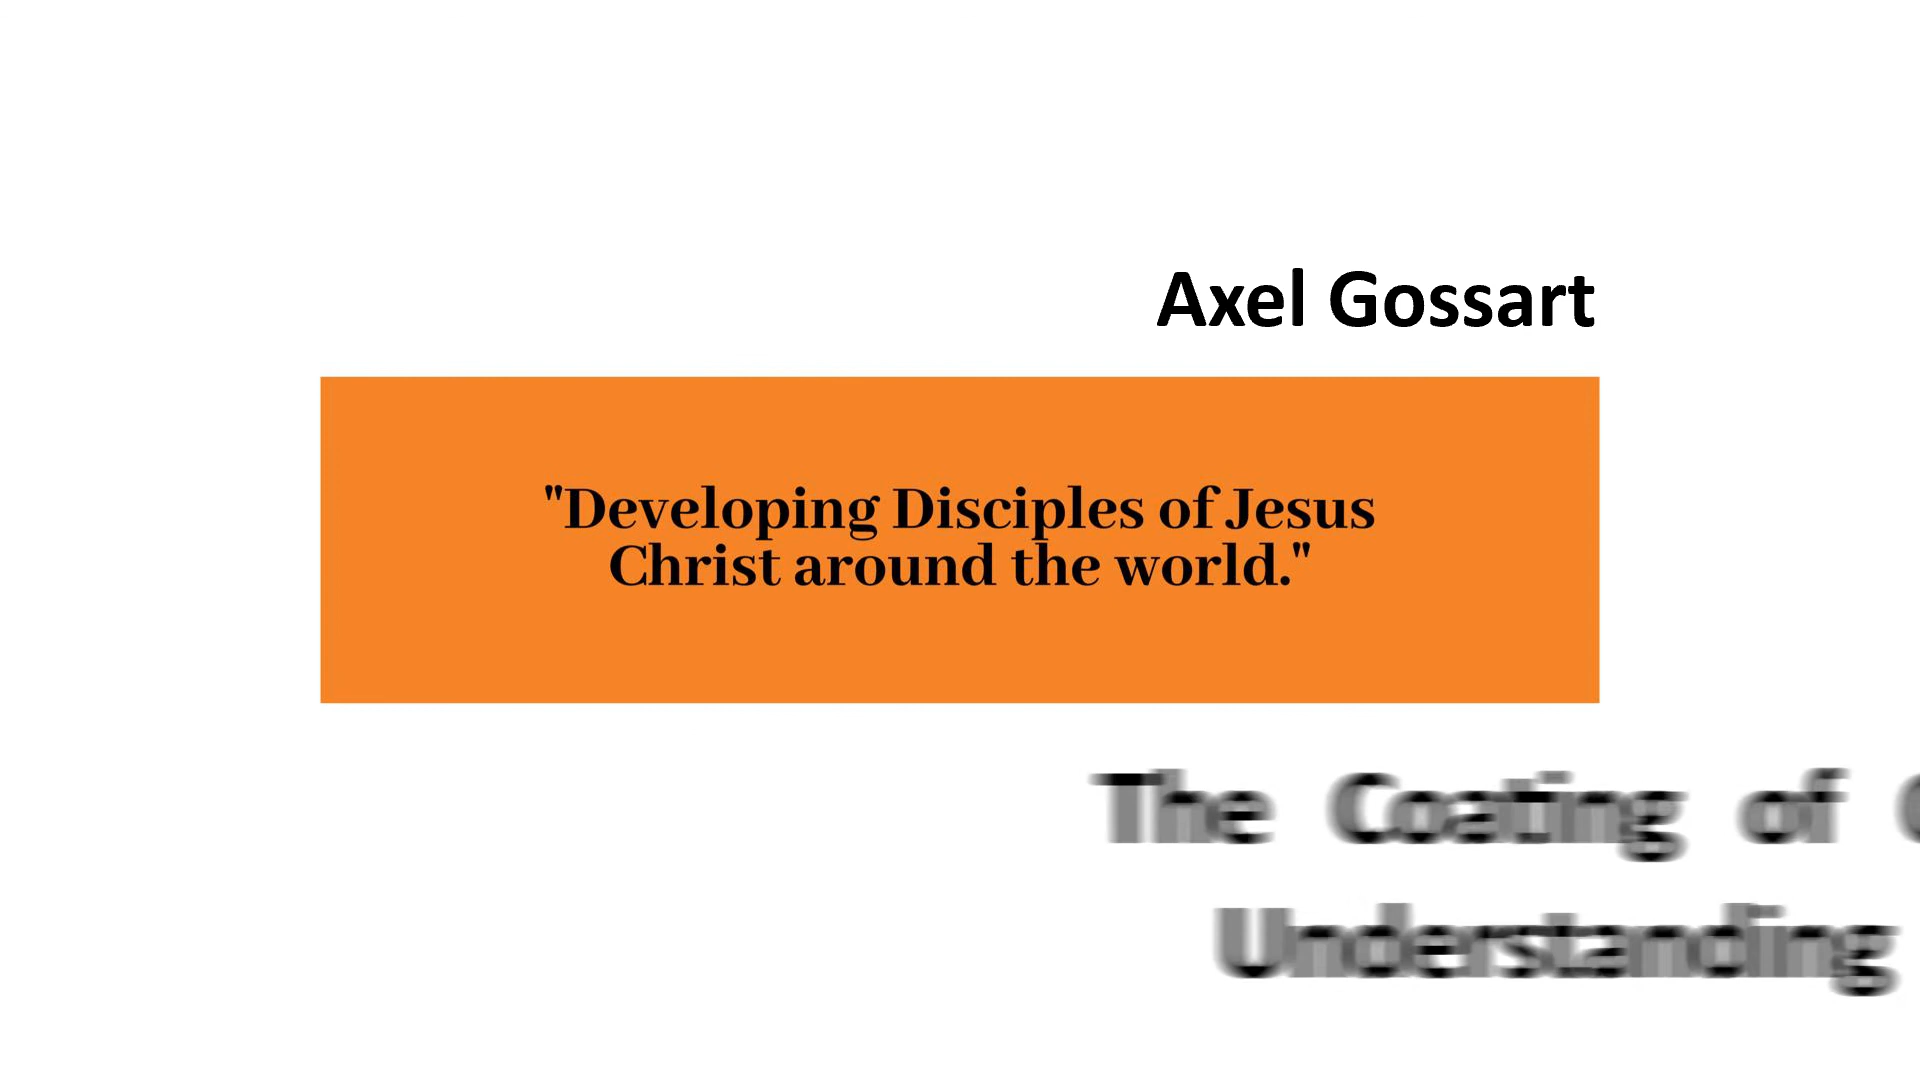 Axel Gossart
"Developing Disciples of Jesus
Christ around the world."
The Coating of
Understanding